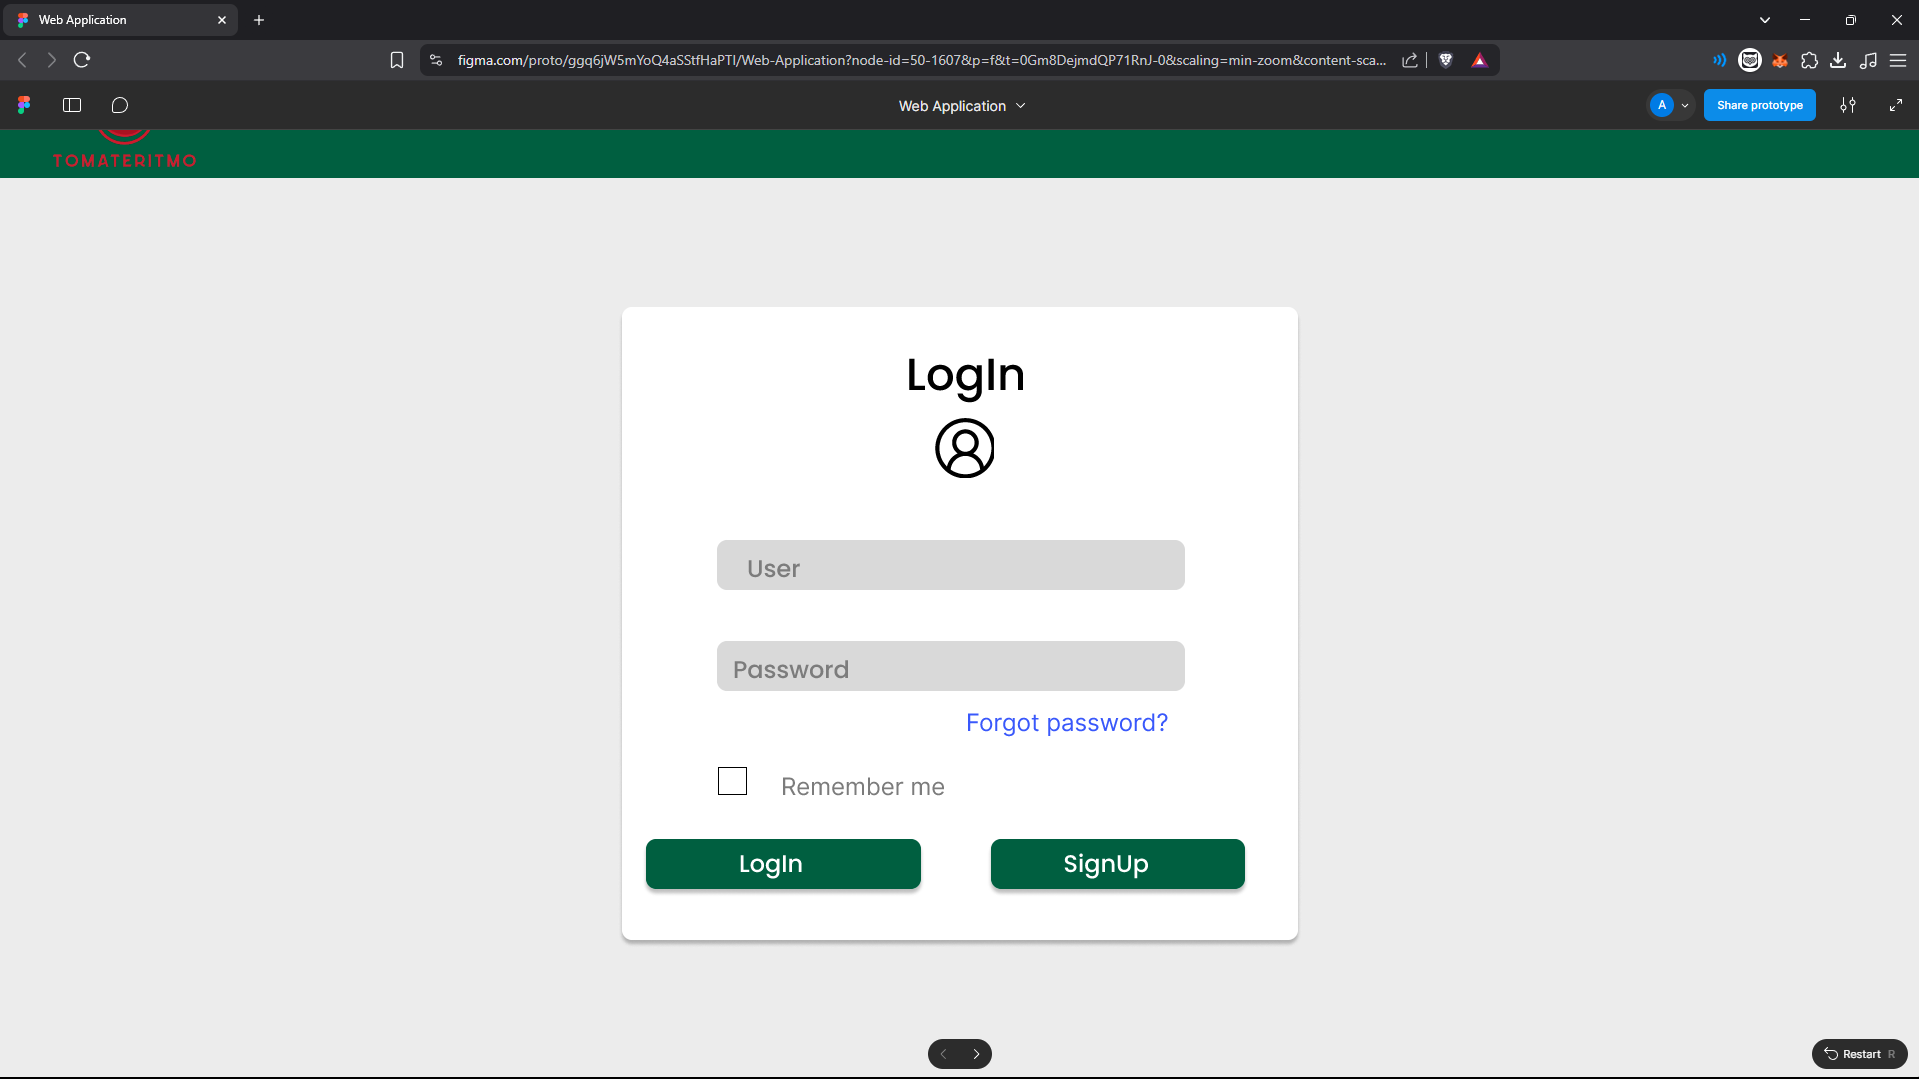 Web Application
figma.com/proto/ggq6jW5mYoQ4aSStfHaPTl/Web-Application?node-id=50-1607&p=f&t=0Gm8DejmdQP71RnJ-0&scaling=min-zoom&content-sca...
Web Application
A
Share prototype
TOMATERITMO
LogIn
User
Password
Forgot password?
Remember me
LogIn
SignUp
Restart R